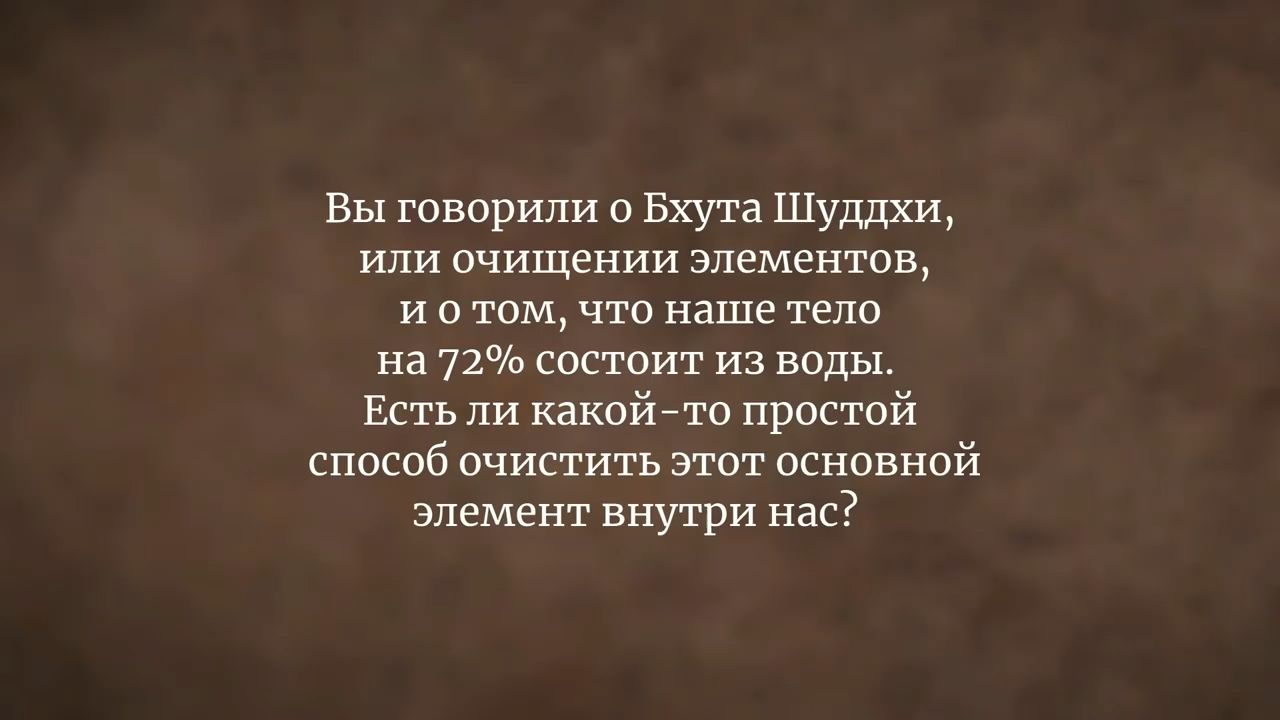 Вы говорили о Бхута Шуддхи,
или очищении элементов,
и о том, что наше тело
на 72% состоит из воды.
Есть ли какой-то простой
способ очистить этот основной
элемент внутри нас?